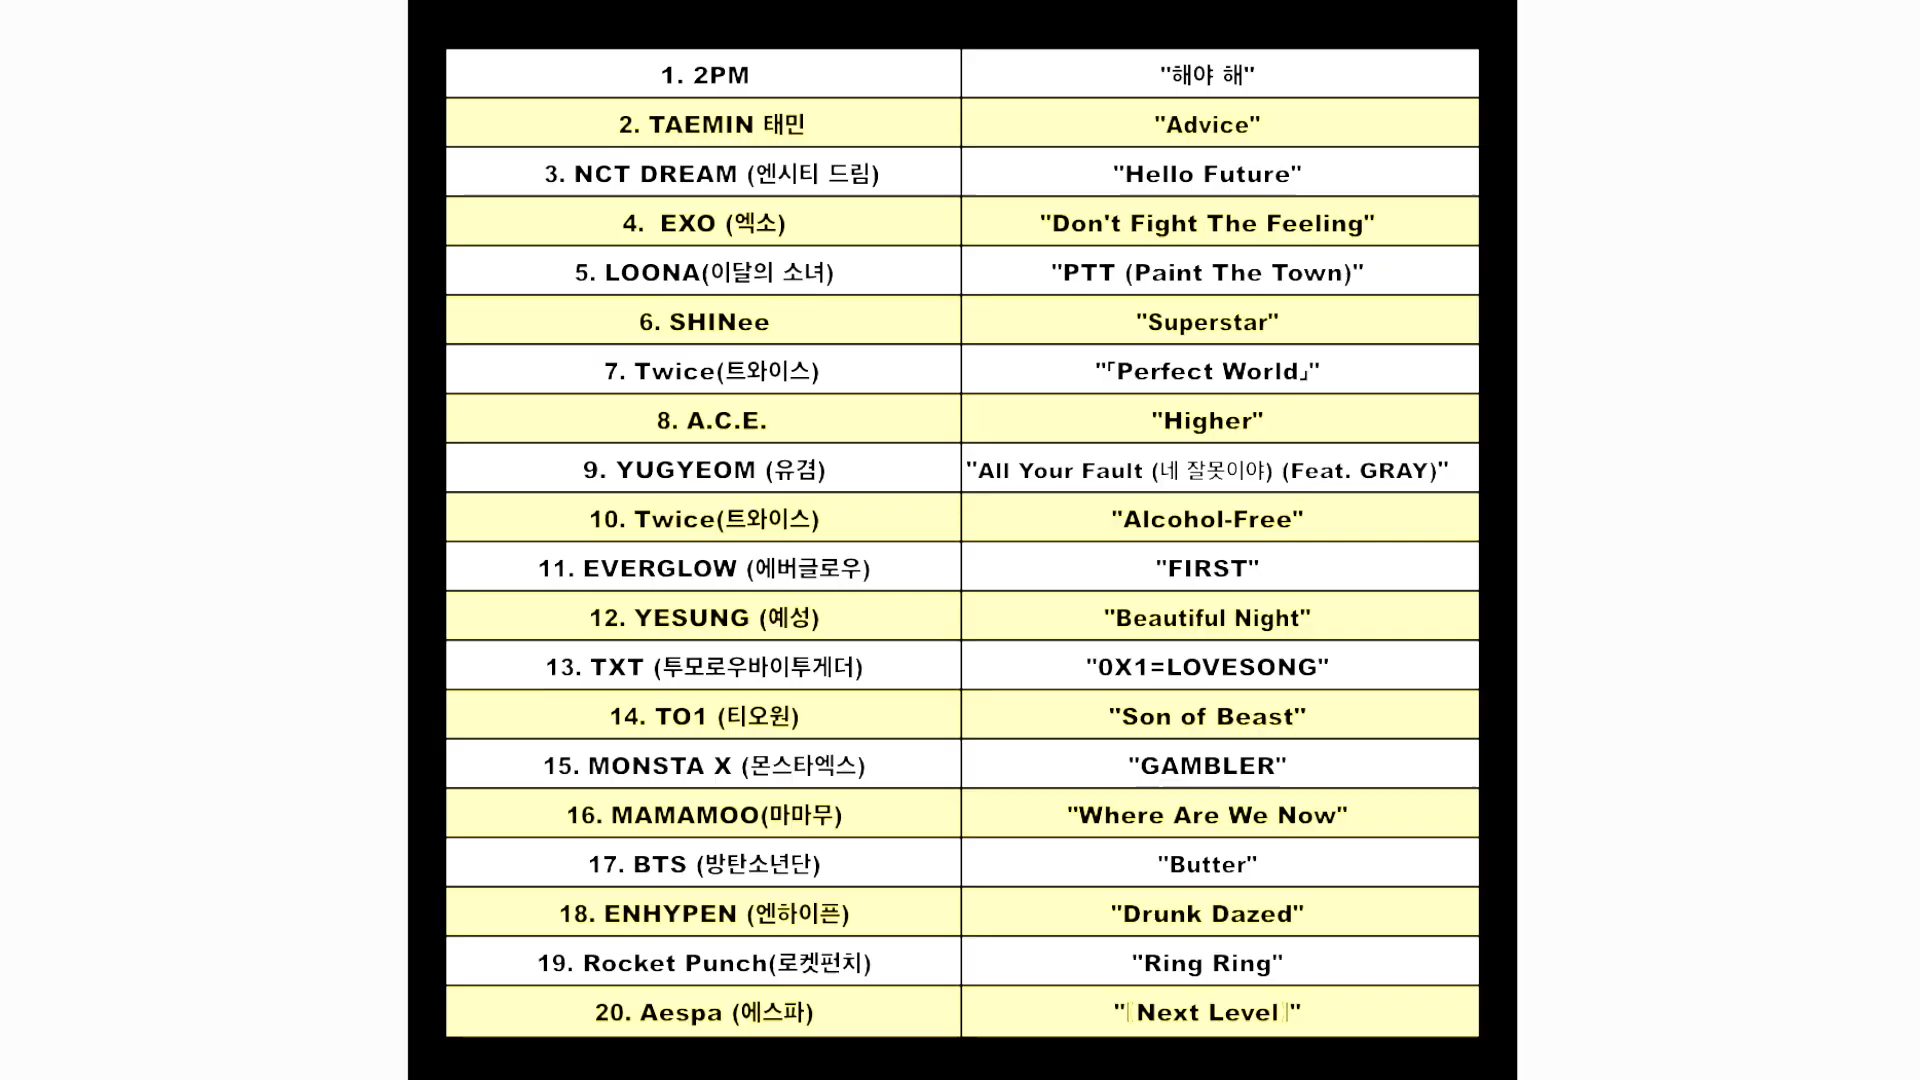 1. 2PM "해야 해"
2. TAEMIN 태민 "Advice"
3. NCT DREAM (엔시티 드림) "Hello Future"
4. EXO (엑소) "Don't Fight The Feeling"
5. LOONA(이달의 소녀) "PTT (Paint The Town)"
6. SHINee "Superstar"
7. Twice(트와이스) "「Perfect World」"
8. A.C.E. "Higher"
9. YUGYEOM (유겸) "All Your Fault (네 잘못이야) (Feat. GRAY)"
10. Twice(트와이스) "Alcohol-Free"
11. EVERGLOW (에버글로우) "FIRST"
12. YESUNG (예성) "Beautiful Night"
13. TXT (투모로우바이투게더) "0X1=LOVESONG"
14. TO1 (티오원) "Son of Beast"
15. MONSTA X (몬스타엑스) "GAMBLER"
16. MAMAMOO(마마무) "Where Are We Now"
17. BTS (방탄소년단) "Butter"
18. ENHYPEN (엔하이픈) "Drunk Dazed"
19. Rocket Punch(로켓펀치) "Ring Ring"
20. Aespa (에스파) "「Next Level」"